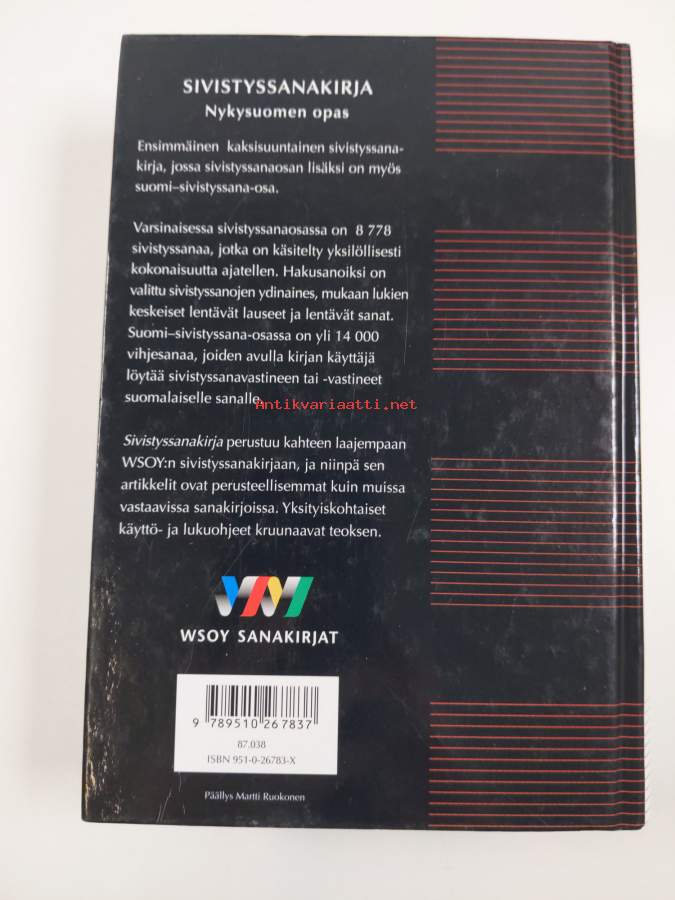 SIVISTYSSANAKIRJA
Nykysuomen opas
Ensimmäinen kaksisuuntainen sivistyssana-
kirja, jossa sivistyssanaosan lisäksi on myös
suomi–sivistyssana-osa.
Varsinaisessa sivistyssanaosassa on 8 778
sivistyssanaa, jotka on käsitelty yksilöllisesti
kokonaisuutta ajatellen. Hakusanoiksi on
valittu sivistyssanojen ydinaines, mukaan lukien
keskeiset lentävät lauseet ja lentävät sanat.
Suomi–sivistyssana-osassa on yli 14 000
vihjesanaa, joiden avulla kirjan käyttäjä
löytää sivistyssanavastineen tai -vastineet
suomalaiselle sanalle.
Antikvariaatti.net
Sivistyssanakirja perustuu kahteen laajempaan
WSOY:n sivistyssanakirjaan, ja niinpä sen
artikkelit ovat perusteellisemmat kuin muissa
vastaavissa sanakirjoissa. Yksityiskohtaiset
käyttö- ja lukuohjeet kruunaavat teoksen.
WSOY SANAKIRJAT
9 789510 267837
87.038
ISBN 951-0-26783-X
Päällys Martti Ruokonen